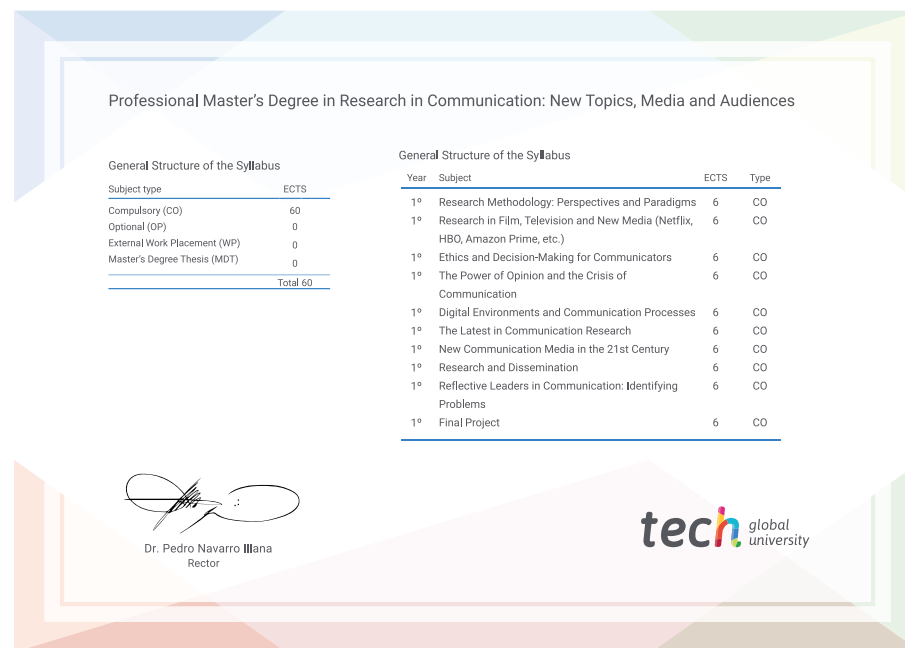 Professional Master's Degree in Research in Communication: New Topics, Media and Audiences
General Structure of the Syllabus
Subject type ECTS
Compulsory (CO) 60
Optional (OP) 0
External Work Placement (WP) 0
Master's Degree Thesis (MDT) 0
Total 60
General Structure of the Syllabus
Year Subject ECTS Type
1º Research Methodology: Perspectives and Paradigms 6 CO
1º Research in Film, Television and New Media (Netflix, 6 CO
HBO, Amazon Prime, etc.)
1º Ethics and Decision-Making for Communicators 6 CO
1º The Power of Opinion and the Crisis of 6 CO
Communication
1º Digital Environments and Communication Processes 6 CO
1º The Latest in Communication Research 6 CO
1º New Communication Media in the 21st Century 6 CO
1º Research and Dissemination 6 CO
1º Reflective Leaders in Communication: Identifying 6 CO
Problems
1º Final Project 6 CO
Dr. Pedro Navarro Illana
Rector
tech global
university